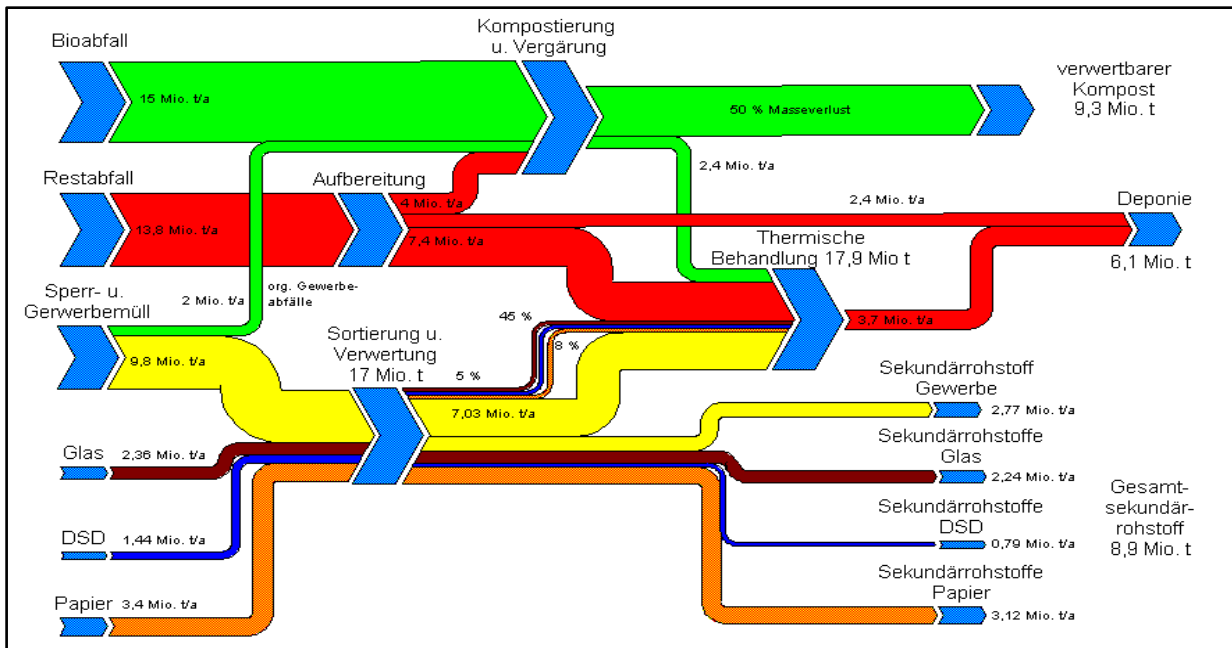 Bioabfall
15 Mio. t/a
Kompostierung
u. Vergärung
50 % Masseverlust
verwertbarer
Kompost
9,3 Mio. t
2,4 Mio. t/a
Restabfall
13,8 Mio. t/a
Aufbereitung
4 Mio. t/a
7,4 Mio. t/a
2,4 Mio. t/a
Deponie
6,1 Mio. t
Thermische
Behandlung 17,9 Mio t
3,7 Mio. t/a
Sperr- u.
Gerwerbemüll
9,8 Mio. t/a
2 Mio. t/a
org. Gewerbe-
abfälle
Sortierung u.
Verwertung
17 Mio. t
45 %
8 %
5 %
7,03 Mio. t/a
Sekundärrohstoff
Gewerbe
2,77 Mio. t/a
Glas
2,36 Mio. t/a
Sekundärrohstoffe
Glas
2,24 Mio. t/a
DSD
1,44 Mio. t/a
Sekundärrohstoffe
DSD
0,79 Mio. t/a
Gesamt-
sekundär-
rohstoff
8,9 Mio. t
Papier
3,4 Mio. t/a
Sekundärrohstoffe
Papier
3,12 Mio. t/a